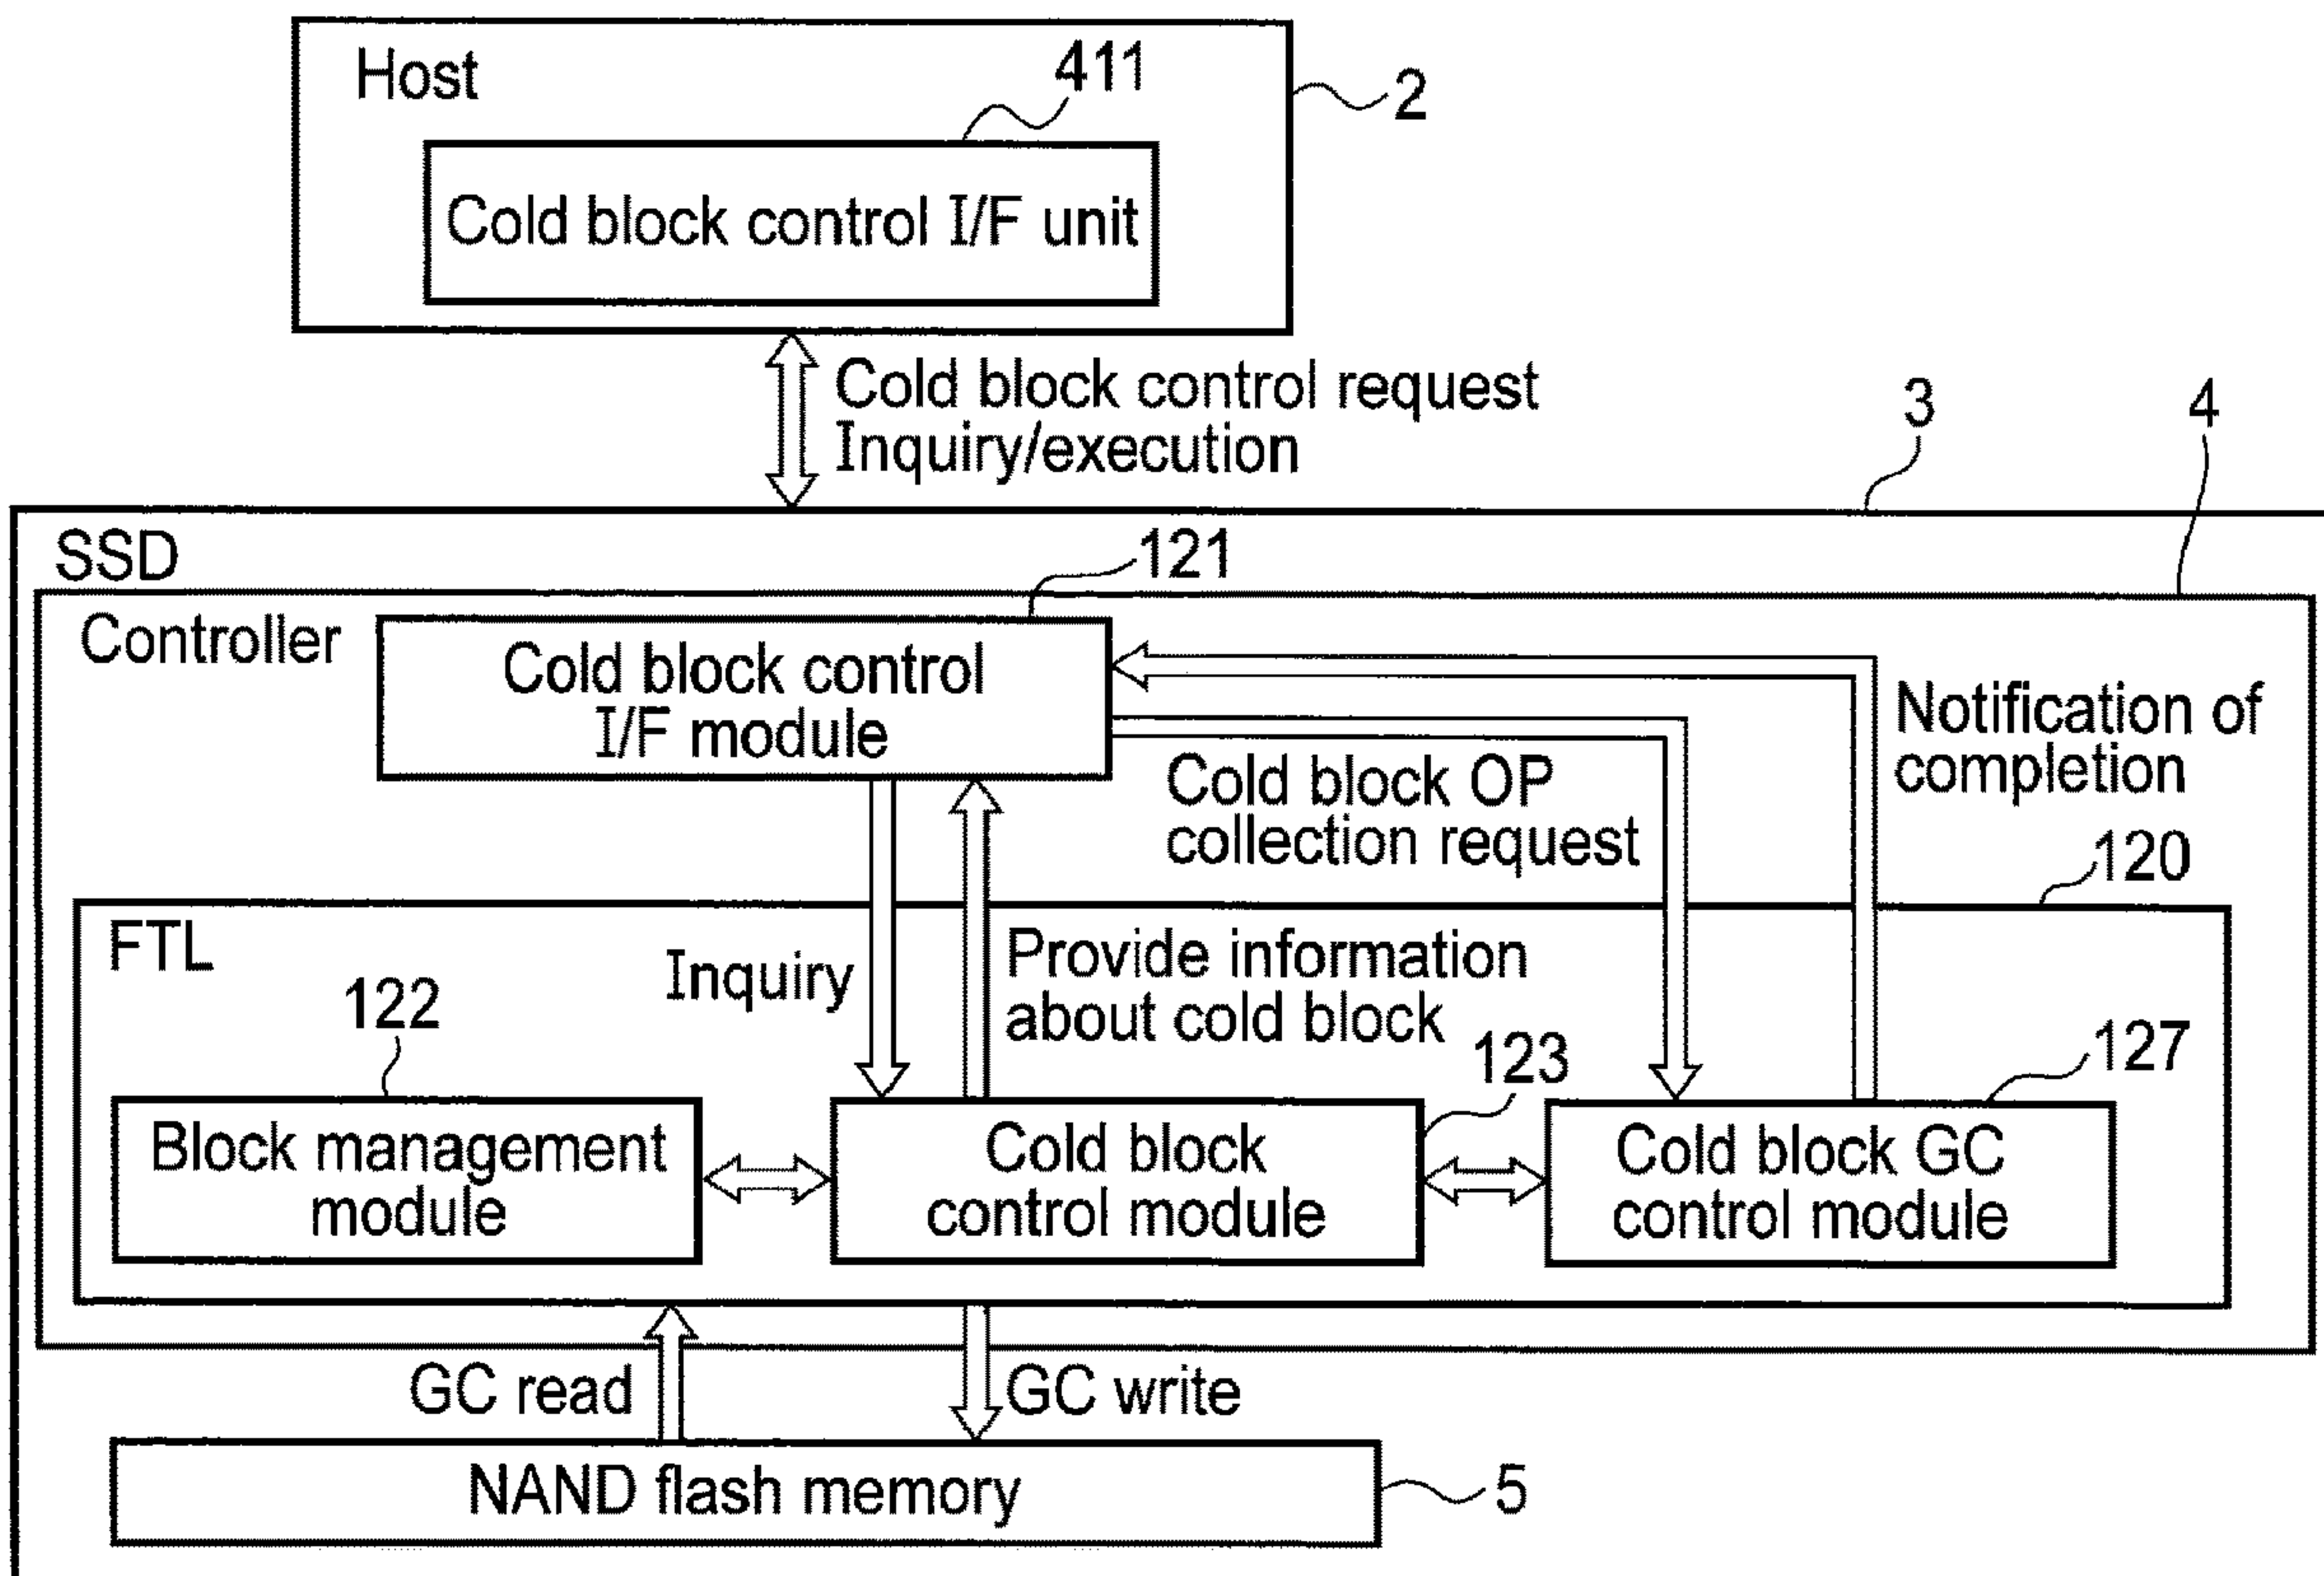 Host
411
2
Cold block control I/F unit
Cold block control request
Inquiry/execution
3
4
SSD
121
Controller
Cold block control
I/F module
Notification of
completion
Cold block OP
collection request
120
FTL
Inquiry
Provide information
about cold block
122
123
127
Block management
module
Cold block
control module
Cold block GC
control module
GC read
GC write
NAND flash memory
5